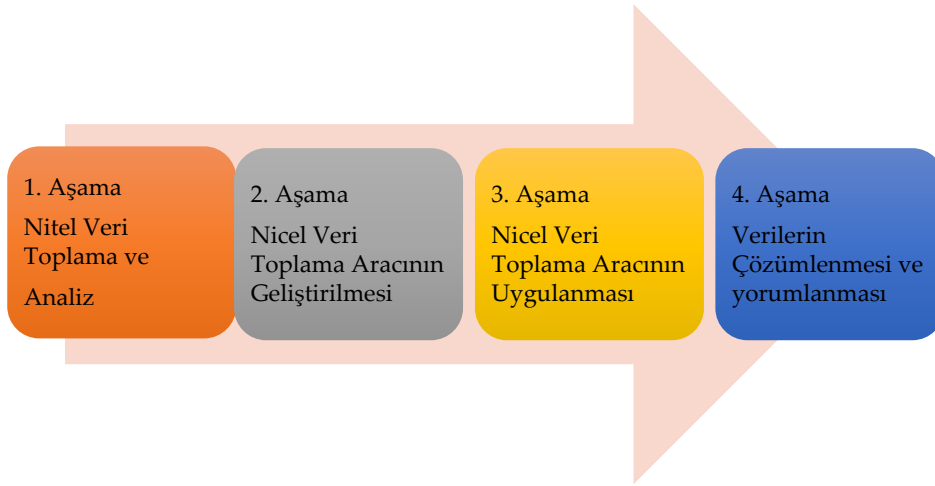 1. Aşama
Nitel Veri
Toplama ve
Analiz
2. Aşama
Nicel Veri
Toplama Aracının
Geliştirilmesi
3. Aşama
Nicel Veri
Toplama Aracının
Uygulanması
4. Aşama
Verilerin
Çözümlenmesi ve
yorumlanması